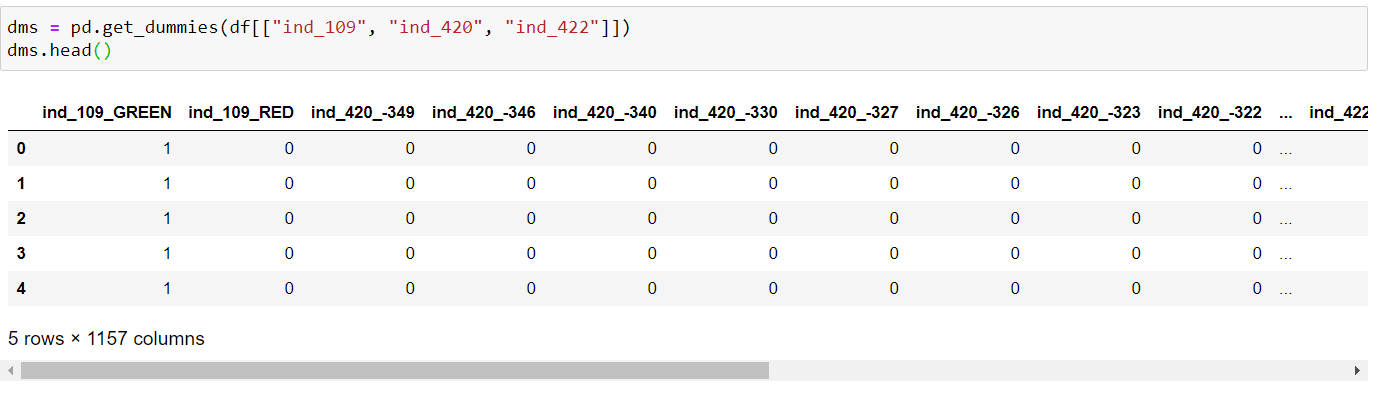 dms = pd.get_dummies(df[["ind_109", "ind_420", "ind_422"]])
dms.head()
ind_109_GREEN ind_109_RED ind_420_-349 ind_420_-346 ind_420_-340 ind_420_-330 ind_420_-327 ind_420_-326 ind_420_-323 ind_420_-322 ... ind_422
0 1 0 0 0 0 0 0 0 0 0 ...
1 1 0 0 0 0 0 0 0 0 0 ...
2 1 0 0 0 0 0 0 0 0 0 ...
3 1 0 0 0 0 0 0 0 0 0 ...
4 1 0 0 0 0 0 0 0 0 0 ...
5 rows × 1157 columns